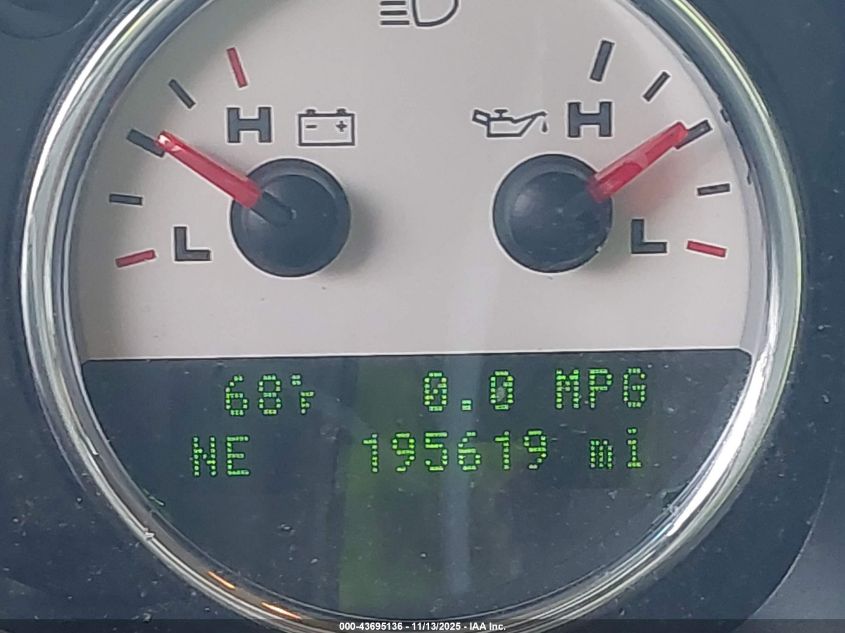 H H
L L
68°F 0.0 MPG
NE 195619 mi
000-43695136 - 11/13/2025 - IAA Inc.